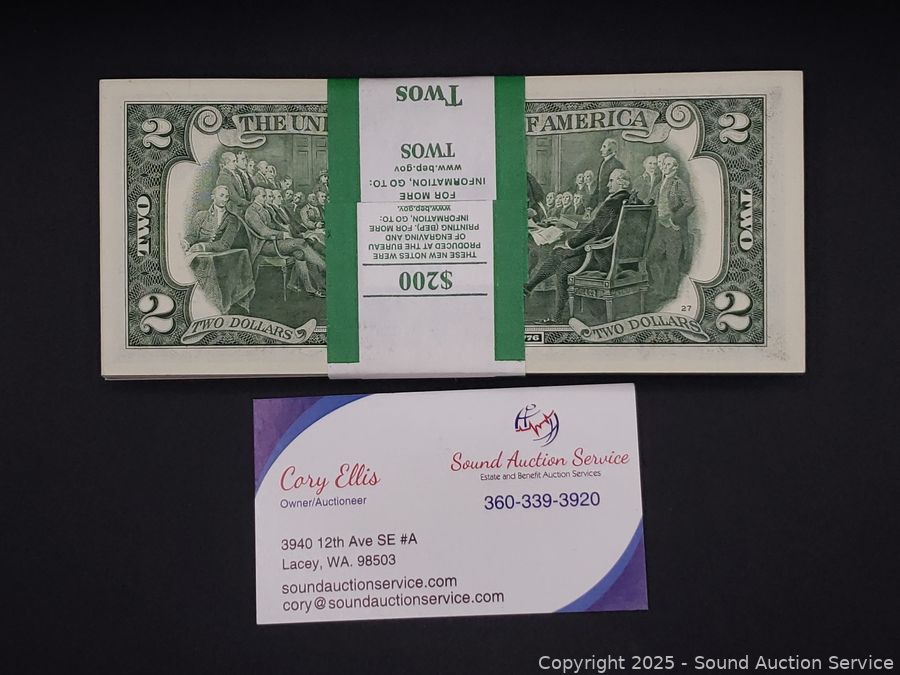 2
THE UNI
F AMERICA
2
TWO
TWO
2
TWO DOLLARS
27
TWO DOLLARS
2
76
$200
THESE NEW NOTES WERE
PRODUCED AT THE BUREAU
OF ENGRAVING AND
PRINTING (BEP). FOR MORE
INFORMATION, GO TO:
www.bep.gov.
FOR MORE
INFORMATION, GO TO:
www.bep.gov
TWOS
TWOS
Cory Ellis
Owner/Auctioneer
Sound Auction Service
Estate and Benefit Auction Services
360-339-3920
3940 12th Ave SE #A
Lacey, WA. 98503
soundauctionservice.com
cory@soundauctionservice.com
Copyright 2025 - Sound Auction Service